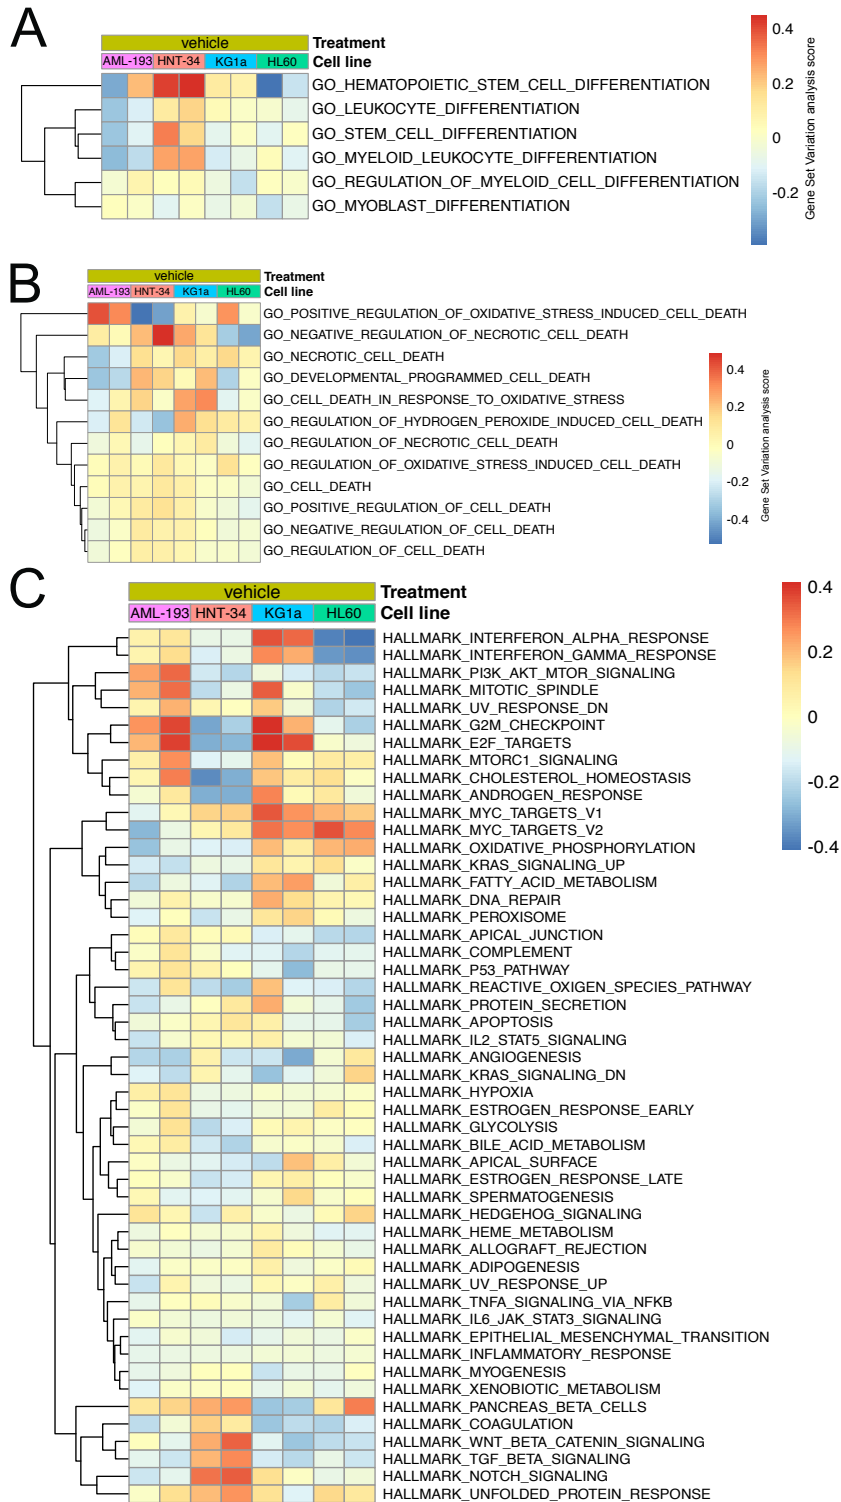 A
vehicle
Treatment
AML-193 HNT-34 KG1a HL60
Cell line
GO_HEMATOPOIETIC_STEM_CELL_DIFFERENTIATION
GO_LEUKOCYTE_DIFFERENTIATION
GO_STEM_CELL_DIFFERENTIATION
GO_MYELOID_LEUKOCYTE_DIFFERENTIATION
GO_REGULATION_OF_MYELOID_CELL_DIFFERENTIATION
GO_MYOBLAST_DIFFERENTIATION
0.4
0.2
0
-0.2
Gene Set Variation analysis score
B
vehicle
Treatment
AML-193 HNT-34 KG1a HL60
Cell line
GO_POSITIVE_REGULATION_OF_OXIDATIVE_STRESS_INDUCED_CELL_DEATH
GO_NEGATIVE_REGULATION_OF_NECROTIC_CELL_DEATH
GO_NECROTIC_CELL_DEATH
GO_DEVELOPMENTAL_PROGRAMMED_CELL_DEATH
GO_CELL_DEATH_IN_RESPONSE_TO_OXIDATIVE_STRESS
GO_REGULATION_OF_HYDROGEN_PEROXIDE_INDUCED_CELL_DEATH
GO_REGULATION_OF_NECROTIC_CELL_DEATH
GO_REGULATION_OF_OXIDATIVE_STRESS_INDUCED_CELL_DEATH
GO_CELL_DEATH
GO_POSITIVE_REGULATION_OF_CELL_DEATH
GO_NEGATIVE_REGULATION_OF_CELL_DEATH
GO_REGULATION_OF_CELL_DEATH
0.4
0.2
0
-0.2
-0.4
Gene Set Variation analysis score
C
vehicle
Treatment
AML-193 HNT-34 KG1a HL60
Cell line
HALLMARK_INTERFERON_ALPHA_RESPONSE
HALLMARK_INTERFERON_GAMMA_RESPONSE
HALLMARK_PI3K_AKT_MTOR_SIGNALING
HALLMARK_MITOTIC_SPINDLE
HALLMARK_UV_RESPONSE_DN
HALLMARK_G2M_CHECKPOINT
HALLMARK_E2F_TARGETS
HALLMARK_MTORC1_SIGNALING
HALLMARK_CHOLESTEROL_HOMEOSTASIS
HALLMARK_ANDROGEN_RESPONSE
HALLMARK_MYC_TARGETS_V1
HALLMARK_MYC_TARGETS_V2
HALLMARK_OXIDATIVE_PHOSPHORYLATION
HALLMARK_KRAS_SIGNALING_UP
HALLMARK_FATTY_ACID_METABOLISM
HALLMARK_DNA_REPAIR
HALLMARK_PEROXISOME
HALLMARK_APICAL_JUNCTION
HALLMARK_COMPLEMENT
HALLMARK_P53_PATHWAY
HALLMARK_REACTIVE_OXIGEN_SPECIES_PATHWAY
HALLMARK_PROTEIN_SECRETION
HALLMARK_APOPTOSIS
HALLMARK_IL2_STAT5_SIGNALING
HALLMARK_ANGIOGENESIS
HALLMARK_KRAS_SIGNALING_DN
HALLMARK_HYPOXIA
HALLMARK_ESTROGEN_RESPONSE_EARLY
HALLMARK_GLYCOLYSIS
HALLMARK_BILE_ACID_METABOLISM
HALLMARK_APICAL_SURFACE
HALLMARK_ESTROGEN_RESPONSE_LATE
HALLMARK_SPERMATOGENESIS
HALLMARK_HEDGEHOG_SIGNALING
HALLMARK_HEME_METABOLISM
HALLMARK_ALLOGRAFT_REJECTION
HALLMARK_ADIPOGENESIS
HALLMARK_UV_RESPONSE_UP
HALLMARK_TNFA_SIGNALING_VIA_NFKB
HALLMARK_IL6_JAK_STAT3_SIGNALING
HALLMARK_EPITHELIAL_MESENCHYMAL_TRANSITION
HALLMARK_INFLAMMATORY_RESPONSE
HALLMARK_MYOGENESIS
HALLMARK_XENOBIOTIC_METABOLISM
HALLMARK_PANCREAS_BETA_CELLS
HALLMARK_COAGULATION
HALLMARK_WNT_BETA_CATENIN_SIGNALING
HALLMARK_TGF_BETA_SIGNALING
HALLMARK_NOTCH_SIGNALING
HALLMARK_UNFOLDED_PROTEIN_RESPONSE
0.4
0.2
0
-0.2
-0.4